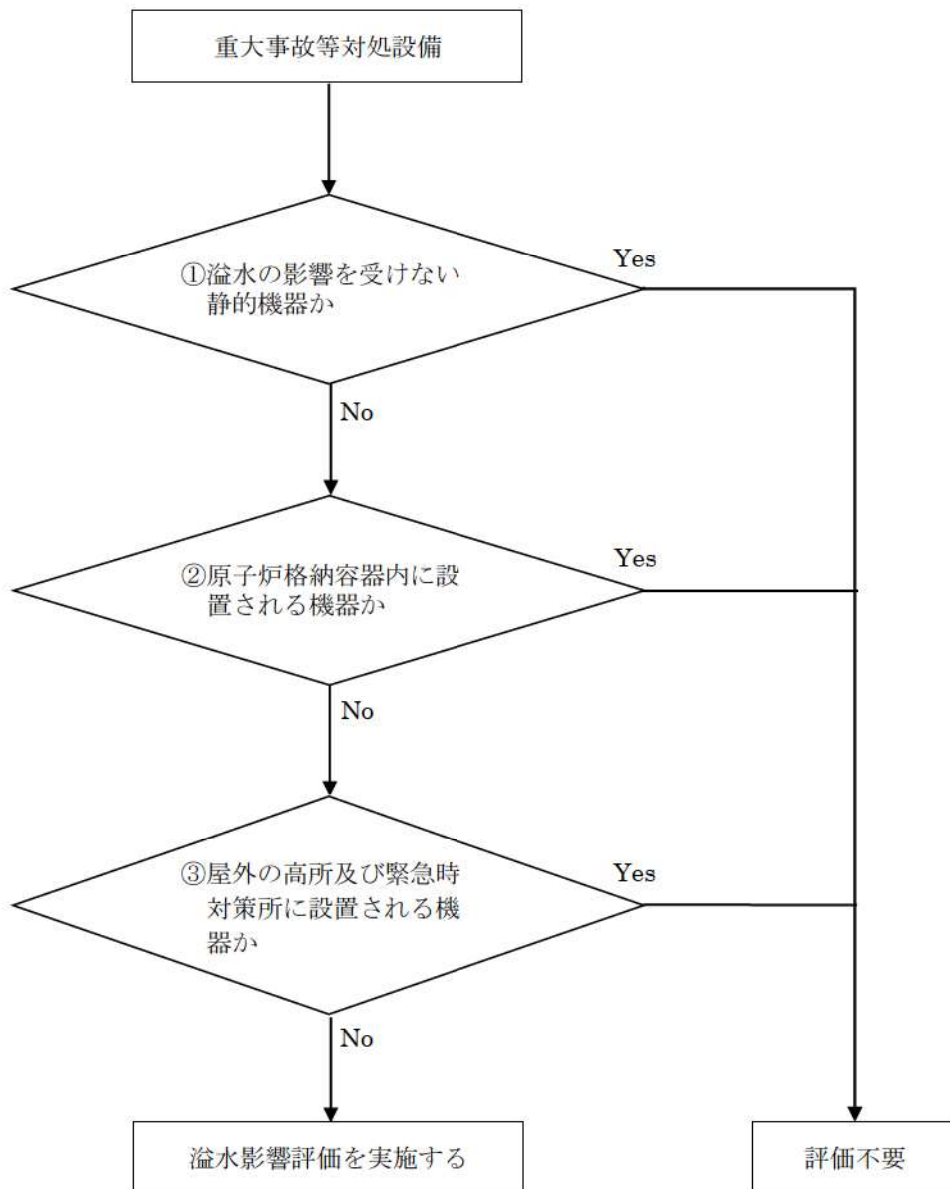 重大事故等対処設備
①溢水の影響を受けない
静的機器か
Yes
No
②原子炉格納容器内に設
置される機器か
Yes
No
③屋外の高所及び緊急時
対策所に設置される機
器か
Yes
No
溢水影響評価を実施する
評価不要